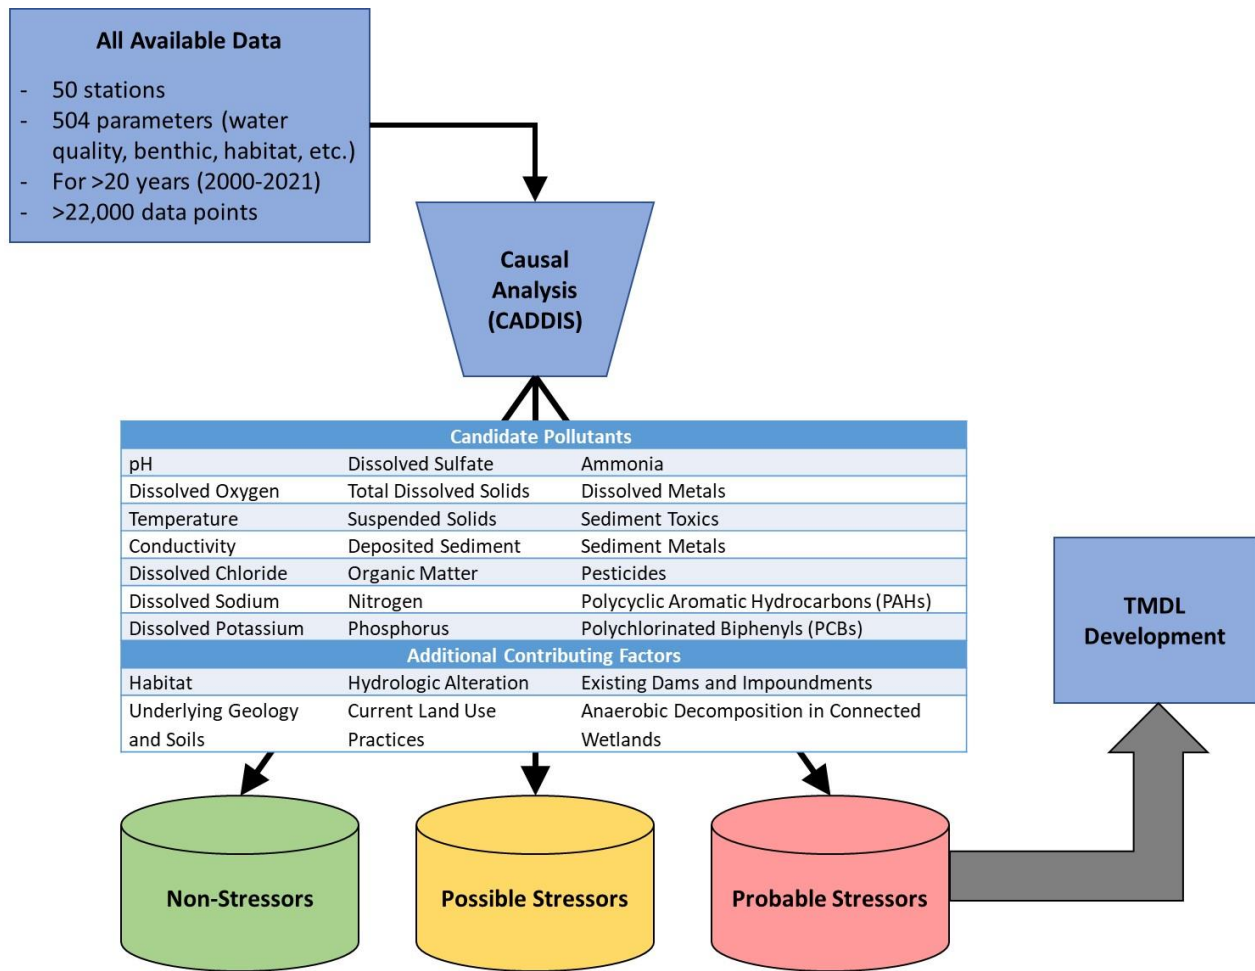 All Available Data
- 50 stations
- 504 parameters (water
quality, benthic, habitat, etc.)
- For >20 years (2000-2021)
- >22,000 data points
Causal
Analysis
(CADDIS)
Candidate Pollutants
pH Dissolved Sulfate Ammonia
Dissolved Oxygen Total Dissolved Solids Dissolved Metals
Temperature Suspended Solids Sediment Toxics
Conductivity Deposited Sediment Sediment Metals
Dissolved Chloride Organic Matter Pesticides
Dissolved Sodium Nitrogen Polycyclic Aromatic Hydrocarbons (PAHs)
Dissolved Potassium Phosphorus Polychlorinated Biphenyls (PCBs)
Additional Contributing Factors
Habitat Hydrologic Alteration Existing Dams and Impoundments
Underlying Geology Current Land Use Anaerobic Decomposition in Connected
and Soils Practices Wetlands
TMDL
Development
Non-Stressors
Possible Stressors
Probable Stressors